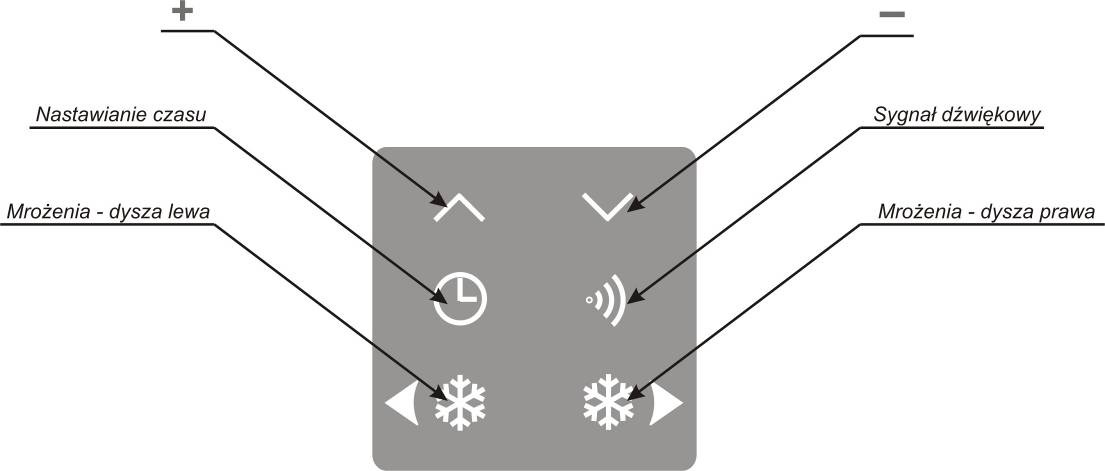 +
–
Nastawianie czasu
Sygnał dźwiękowy
Mrożenia - dysza lewa
Mrożenia - dysza prawa